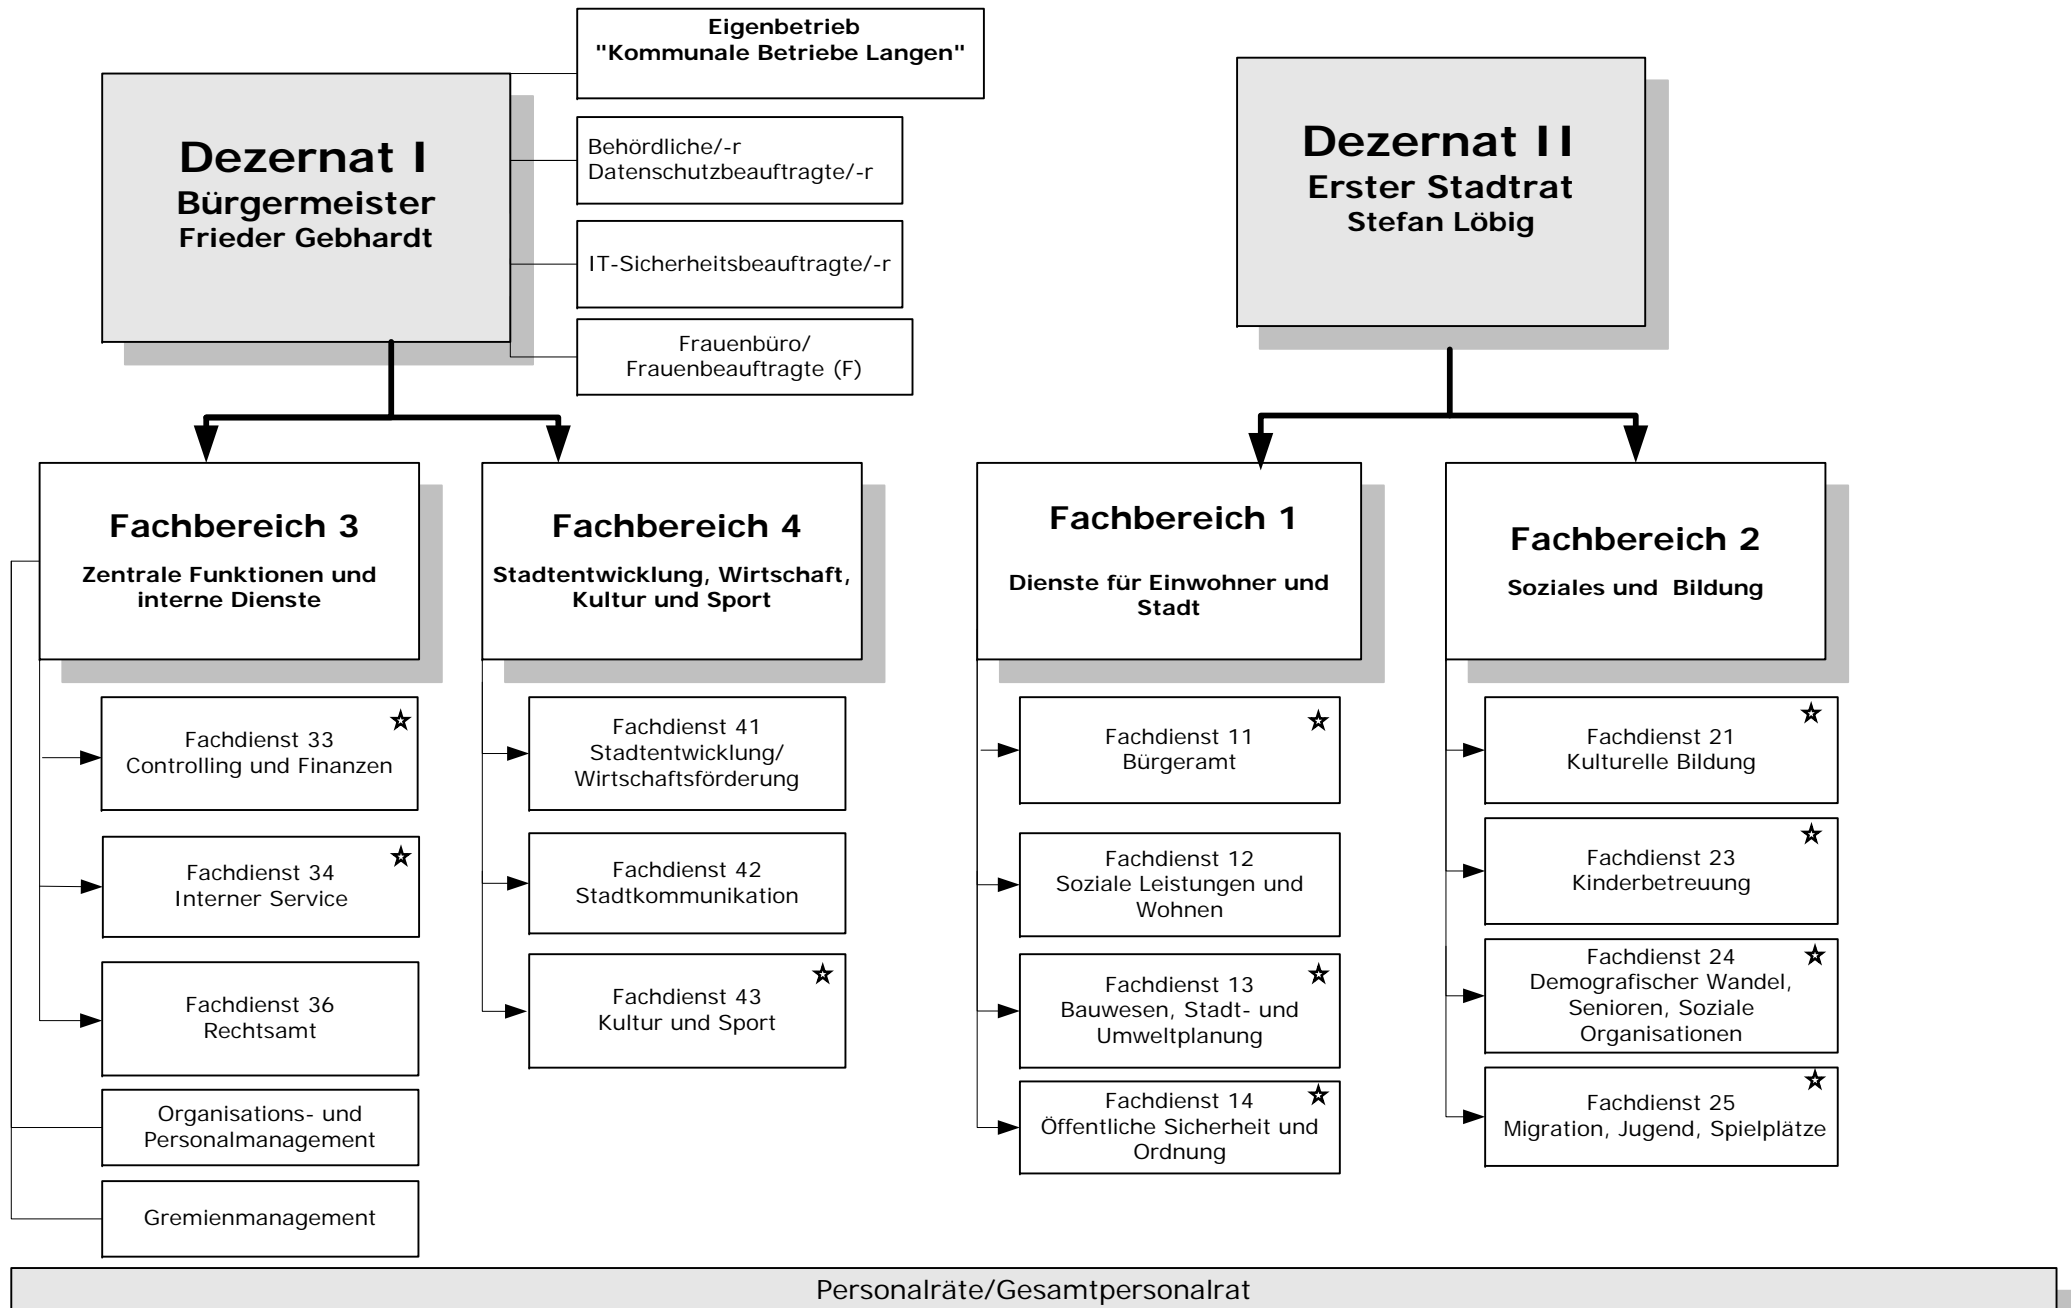 Eigenbetrieb
"Kommunale Betriebe Langen"
Dezernat I
Bürgermeister
Frieder Gebhardt
Behördliche/-r
Datenschutzbeauftragte/-r
IT-Sicherheitsbeauftragte/-r
Frauenbüro/
Frauenbeauftragte (F)
Dezernat II
Erster Stadtrat
Stefan Löbig
Fachbereich 3
Zentrale Funktionen und
interne Dienste
Fachdienst 33
Controlling und Finanzen
Fachdienst 34
Interner Service
Fachdienst 36
Rechtsamt
Organisations- und
Personalmanagement
Gremienmanagement
Fachbereich 4
Stadtentwicklung, Wirtschaft,
Kultur und Sport
Fachdienst 41
Stadtentwicklung/
Wirtschaftsförderung
Fachdienst 42
Stadtkommunikation
Fachdienst 43
Kultur und Sport
Fachbereich 1
Dienste für Einwohner und
Stadt
Fachdienst 11
Bürgeramt
Fachdienst 12
Soziale Leistungen und
Wohnen
Fachdienst 13
Bauwesen, Stadt- und
Umweltplanung
Fachdienst 14
Öffentliche Sicherheit und
Ordnung
Fachbereich 2
Soziales und  Bildung
Fachdienst 21
Kulturelle Bildung
Fachdienst 23
Kinderbetreuung
Fachdienst 24
Demografischer Wandel,
Senioren, Soziale
Organisationen
Fachdienst 25
Migration, Jugend, Spielplätze
Personalräte/Gesamtpersonalrat